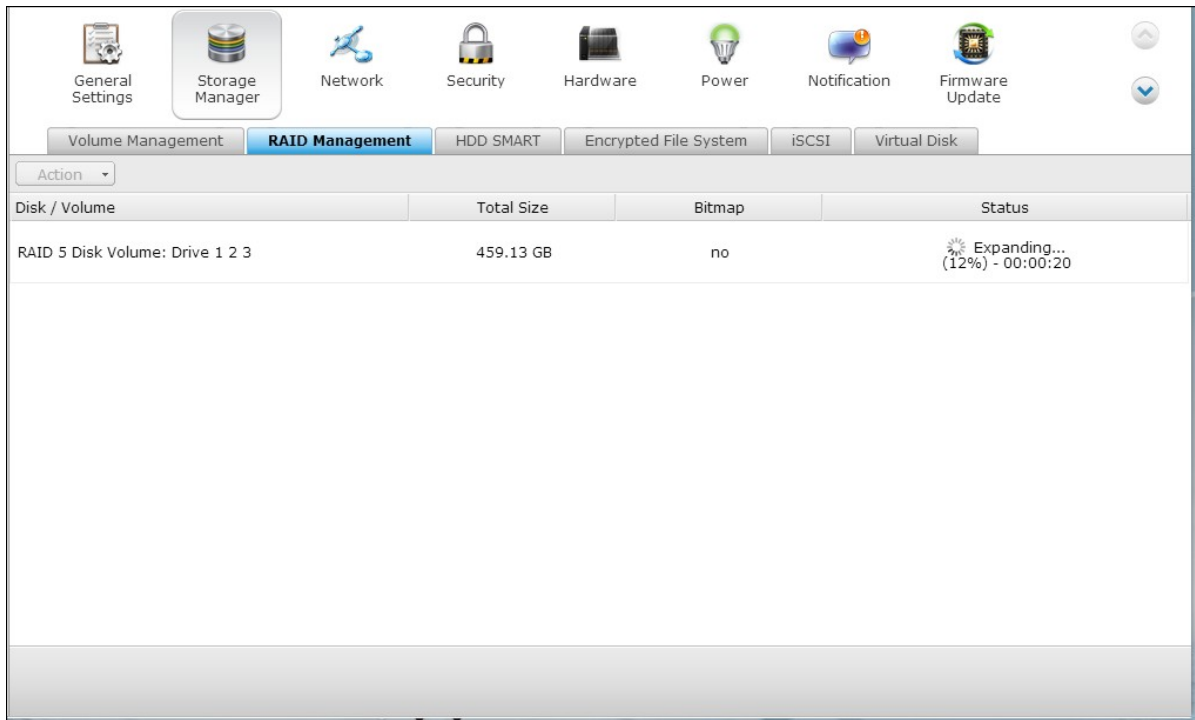 General Settings
Storage Manager
Network
Security
Hardware
Power
Notification
Firmware Update
Volume Management
RAID Management
HDD SMART
Encrypted File System
iSCSI
Virtual Disk
Action
Disk / Volume
Total Size
Bitmap
Status
RAID 5 Disk Volume: Drive 1 2 3
459.13 GB
no
Expanding...
(12%) - 00:00:20